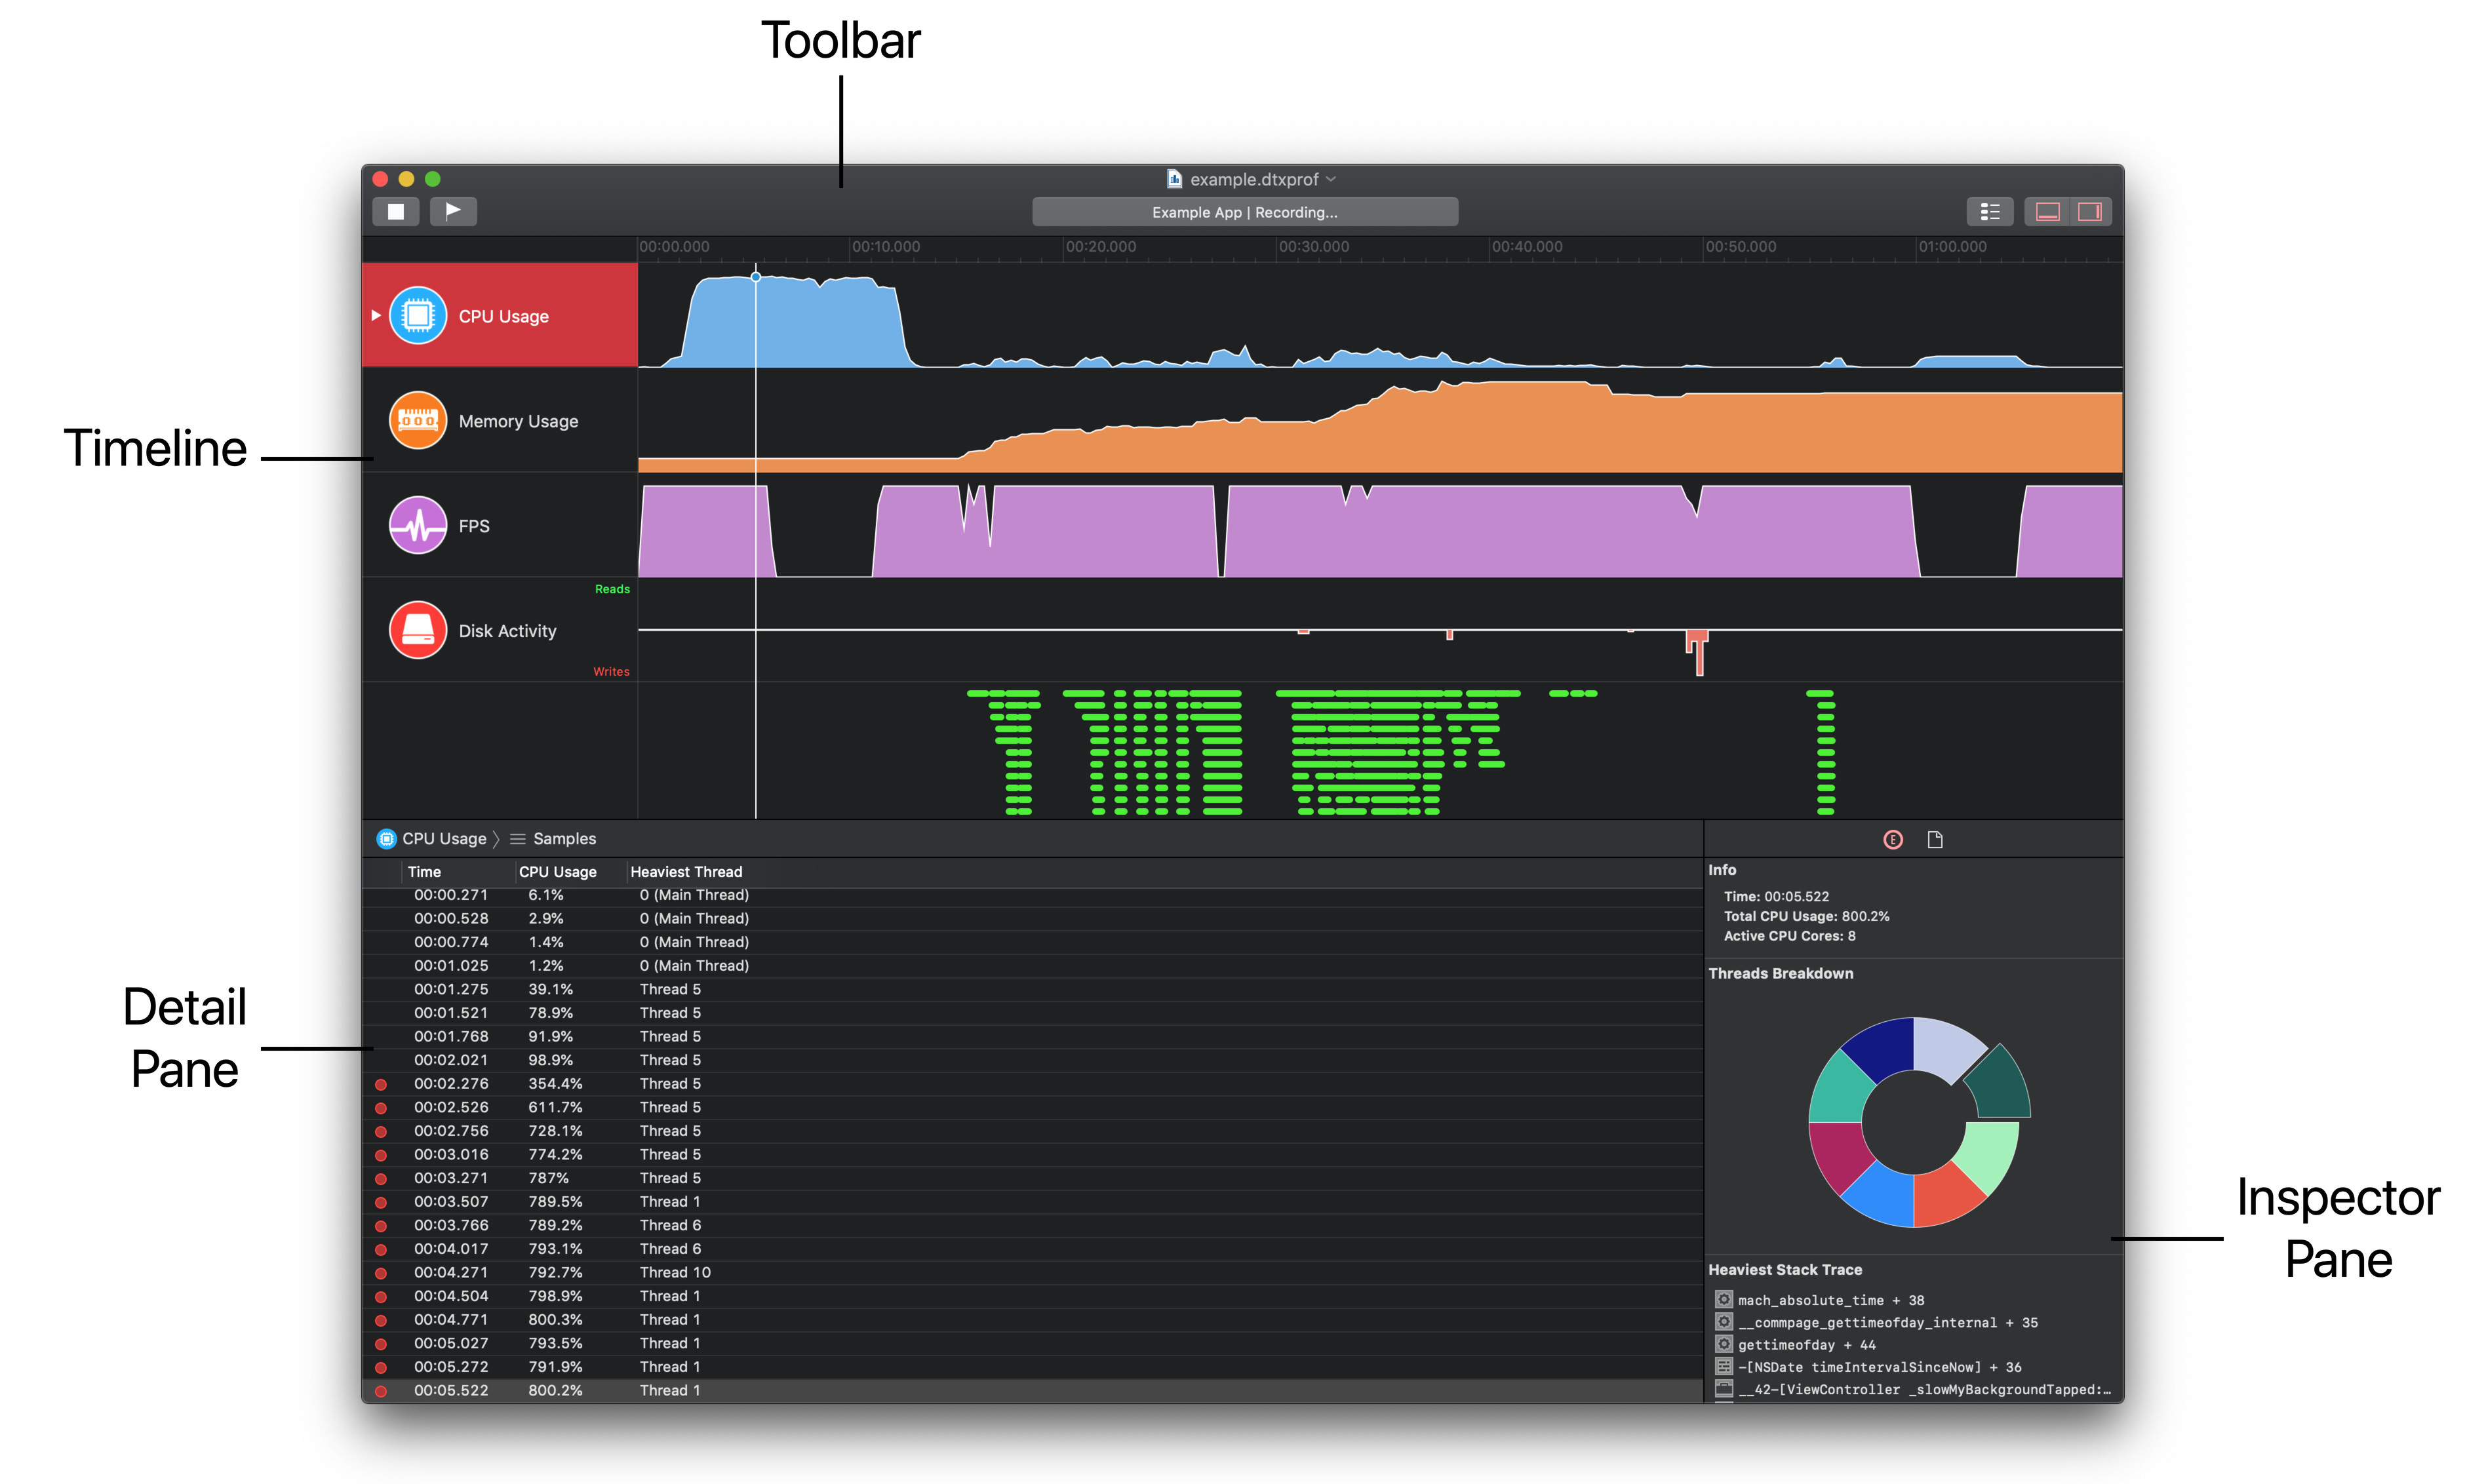 Toolbar
example.dtxprof
Example App | Recording...
00:00.000 00:10.000 00:20.000 00:30.000 00:40.000 00:50.000 01:00.000
CPU Usage
Timeline
Memory Usage
FPS
Reads
Disk Activity
Writes
CPU Usage Samples
E
Time CPU Usage Heaviest Thread
00:00.271 6.1% 0 (Main Thread)
00:00.528 2.9% 0 (Main Thread)
00:00.774 1.4% 0 (Main Thread)
00:01.025 1.2% 0 (Main Thread)
00:01.275 39.1% Thread 5
00:01.521 78.9% Thread 5
00:01.768 91.9% Thread 5
00:02.021 98.9% Thread 5
00:02.276 354.4% Thread 5
00:02.526 611.7% Thread 5
00:02.756 728.1% Thread 5
00:03.016 774.2% Thread 5
00:03.271 787% Thread 5
00:03.507 789.5% Thread 1
00:03.766 789.2% Thread 6
00:04.017 793.1% Thread 6
00:04.271 792.7% Thread 10
00:04.504 798.9% Thread 1
00:04.771 800.3% Thread 1
00:05.027 793.5% Thread 1
00:05.272 791.9% Thread 1
00:05.522 800.2% Thread 1
Detail
Pane
Info
Time: 00:05.522
Total CPU Usage: 800.2%
Active CPU Cores: 8
Threads Breakdown
Heaviest Stack Trace
mach_absolute_time + 38
__commpage_gettimeofday_internal + 35
gettimeofday + 44
-[NSDate timeIntervalSinceNow] + 36
__42-[ViewController _slowMyBackgroundTapped:…
Inspector
Pane